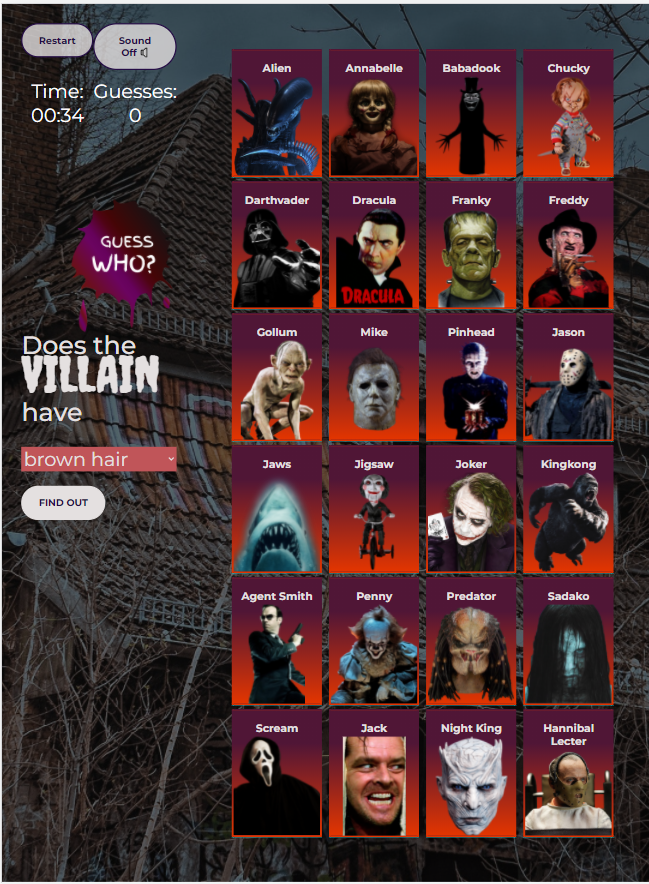 Restart
Sound
Off
Time:
00:34
Guesses:
0
GUESS
WHO?
Does the
VILLAIN
have
brown hair
FIND OUT
Alien
Annabelle
Babadook
Chucky
Darthvader
Dracula
DRACULA
Franky
Freddy
Gollum
Mike
Pinhead
Jason
Jaws
Jigsaw
Joker
Kingkong
Agent Smith
Penny
Predator
Sadako
Scream
Jack
Night King
Hannibal
Lecter